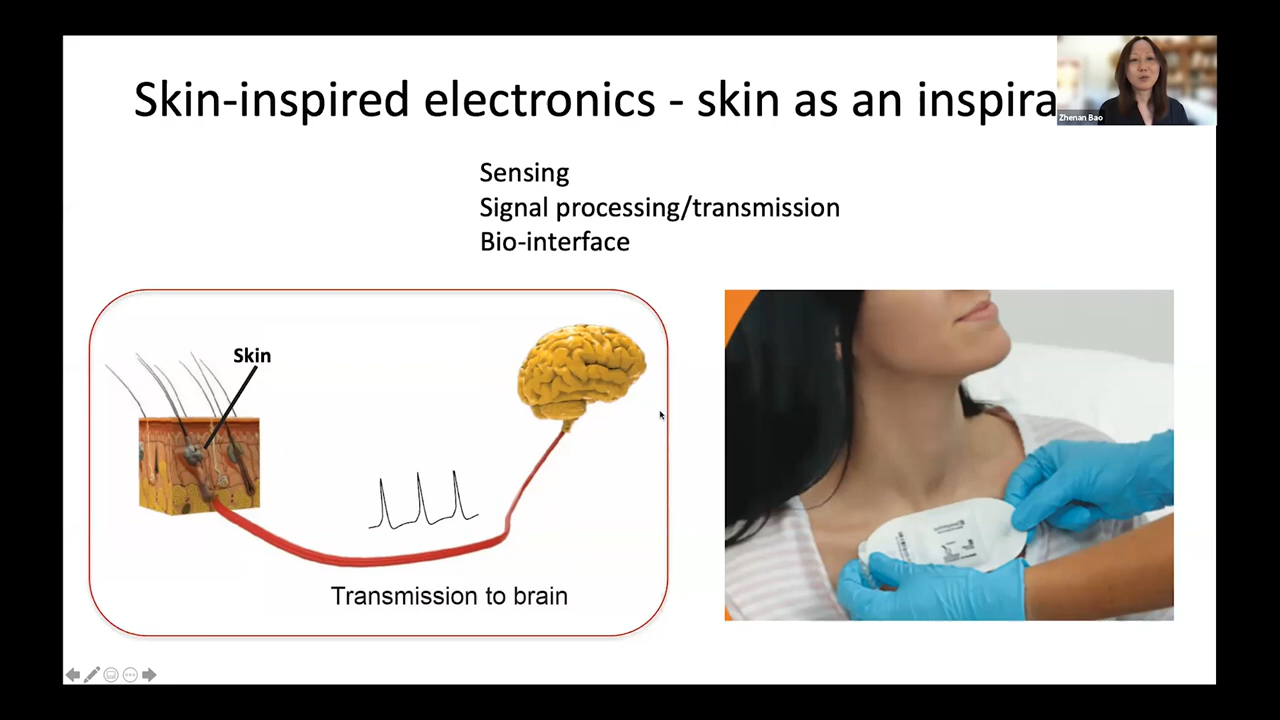 Skin-inspired electronics - skin as an inspira
Zhenan Bao
Sensing
Signal processing/transmission
Bio-interface
Skin
Transmission to brain